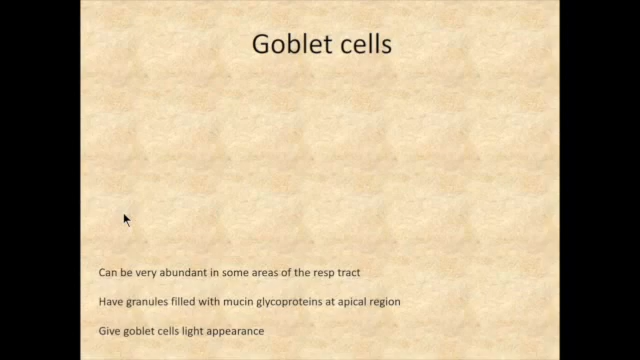 Goblet cells
Can be very abundant in some areas of the resp tract
Have granules filled with mucin glycoproteins at apical region
Give goblet cells light appearance